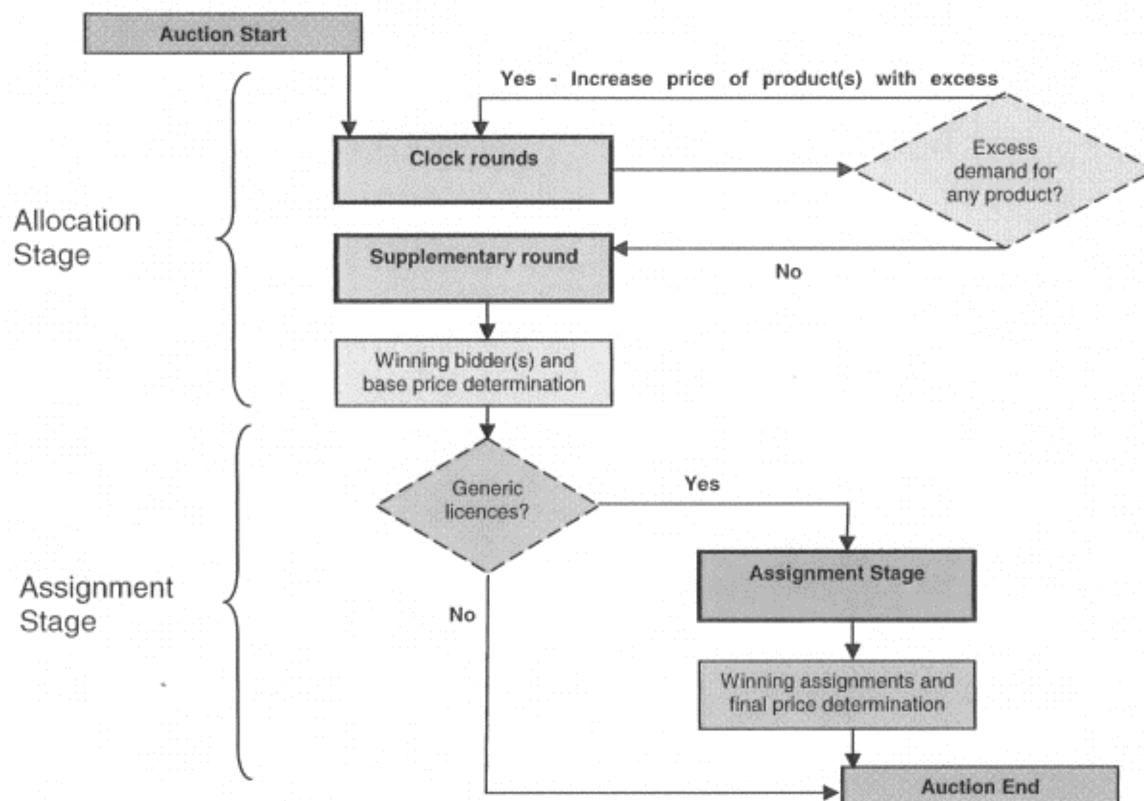 Auction Start
Yes - Increase price of product(s) with excess
Clock rounds
Excess
demand for
any product?
Allocation
Stage
Supplementary round
No
Winning bidder(s) and
base price determination
Generic
licences?
Yes
Assignment
Stage
Assignment Stage
No
Winning assignments and
final price determination
Auction End